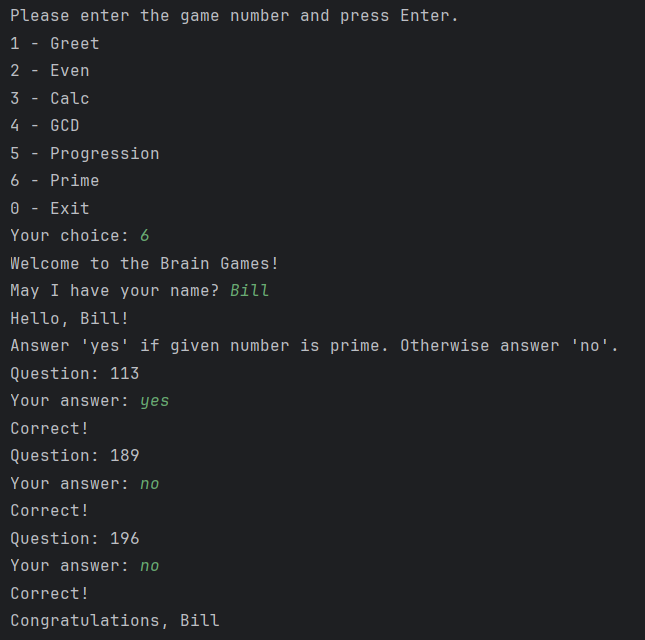 Please enter the game number and press Enter.
1 - Greet
2 - Even
3 - Calc
4 - GCD
5 - Progression
6 - Prime
0 - Exit
Your choice: 6
Welcome to the Brain Games!
May I have your name? Bill
Hello, Bill!
Answer 'yes' if given number is prime. Otherwise answer 'no'.
Question: 113
Your answer: yes
Correct!
Question: 189
Your answer: no
Correct!
Question: 196
Your answer: no
Correct!
Congratulations, Bill